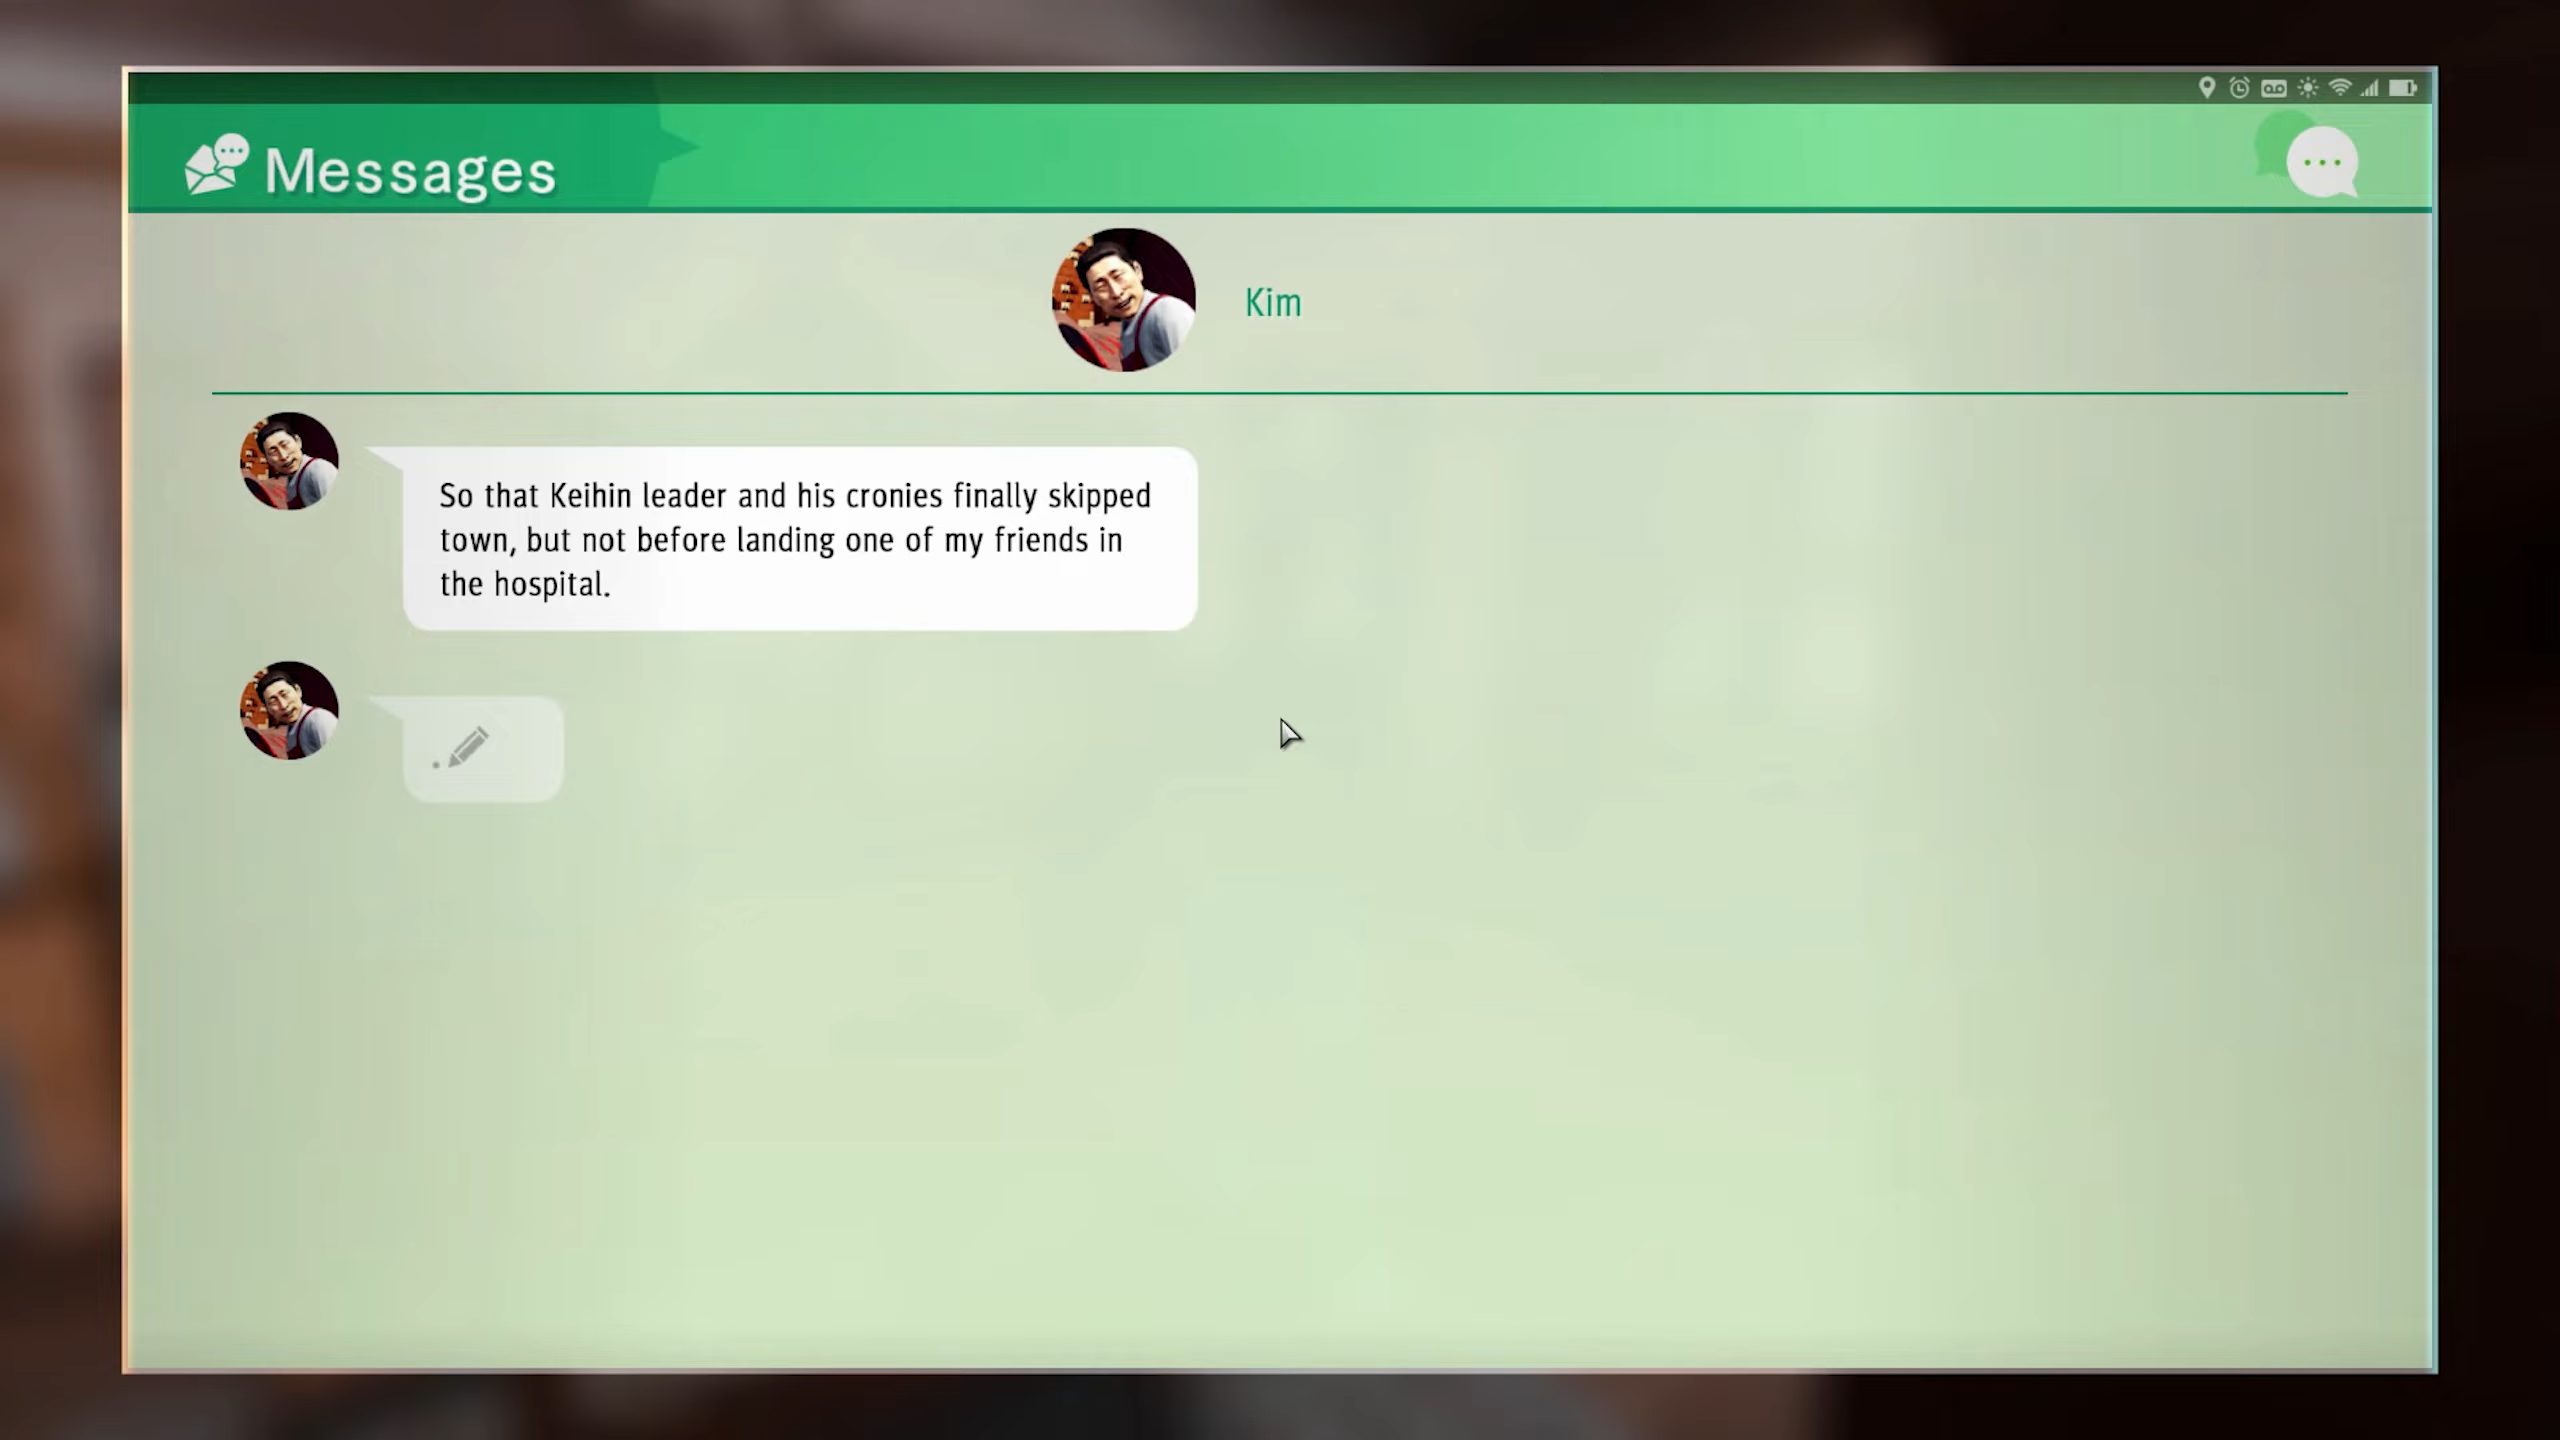 Messages
Kim
So that Keihin leader and his cronies finally skipped
town, but not before landing one of my friends in
the hospital.